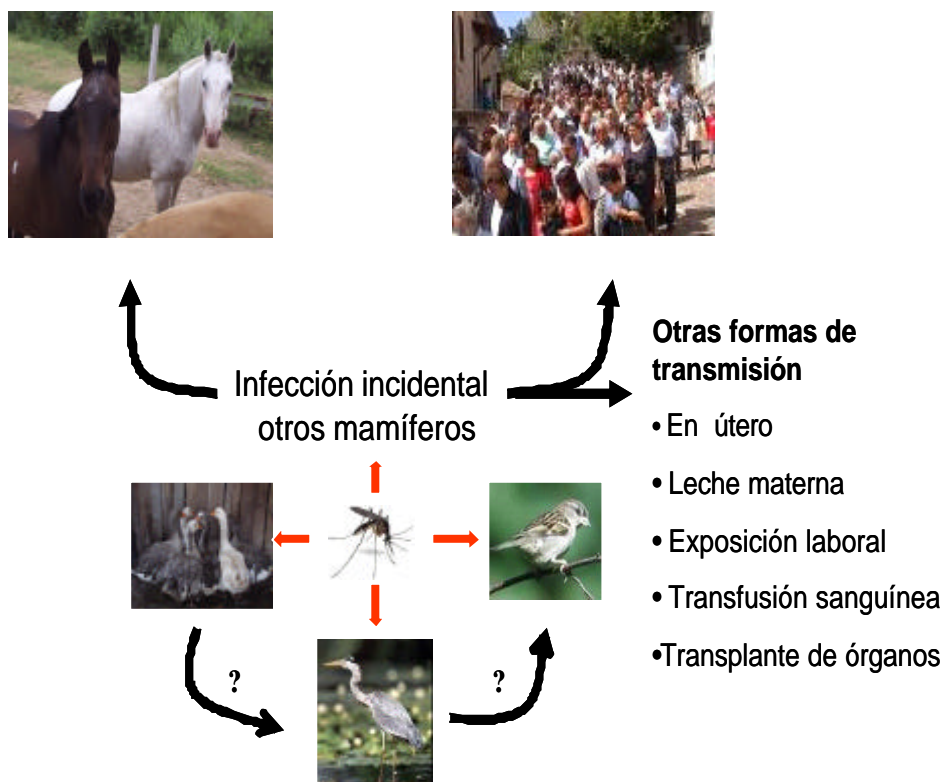 Infección incidental
otros mamíferos
Otras formas de
transmisión
• En útero
• Leche materna
• Exposición laboral
• Transfusión sanguínea
•Transplante de órganos
?
?